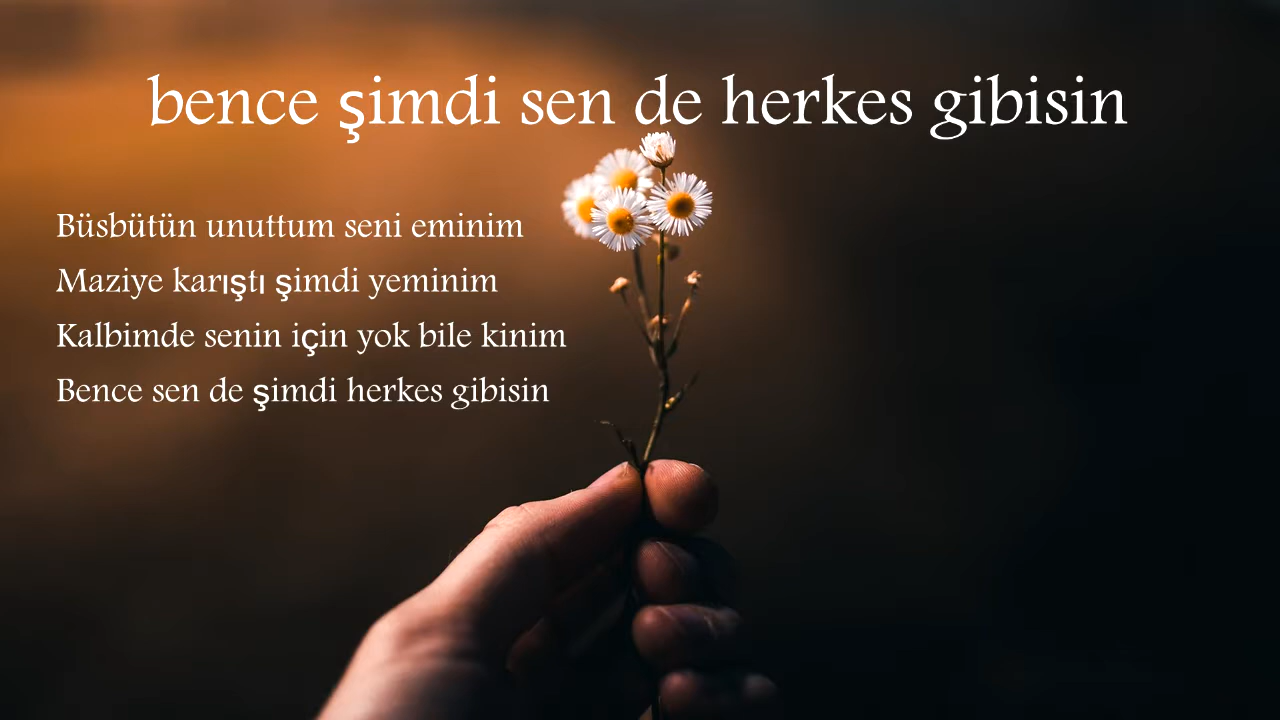 bence şimdi sen de herkes gibisin
Büsbütün unuttum seni eminim
Maziye karıştı şimdi yeminim
Kalbimde senin için yok bile kinim
Bence sen de şimdi herkes gibisin